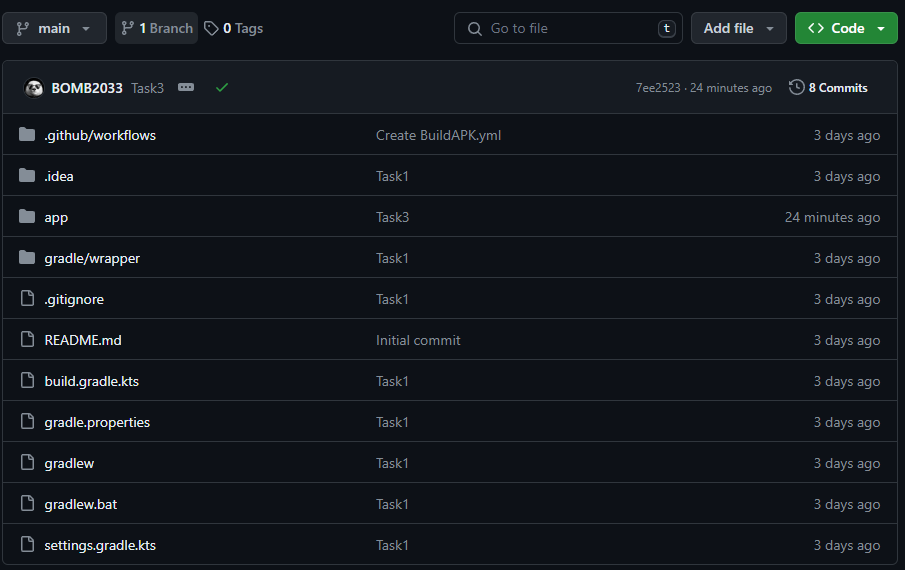 main 1 Branch 0 Tags Go to file t Add file Code
BOMB2033 Task3 7ee2523 · 24 minutes ago 8 Commits
.github/workflows Create BuildAPK.yml 3 days ago
.idea Task1 3 days ago
app Task3 24 minutes ago
gradle/wrapper Task1 3 days ago
.gitignore Task1 3 days ago
README.md Initial commit 3 days ago
build.gradle.kts Task1 3 days ago
gradle.properties Task1 3 days ago
gradlew Task1 3 days ago
gradlew.bat Task1 3 days ago
settings.gradle.kts Task1 3 days ago